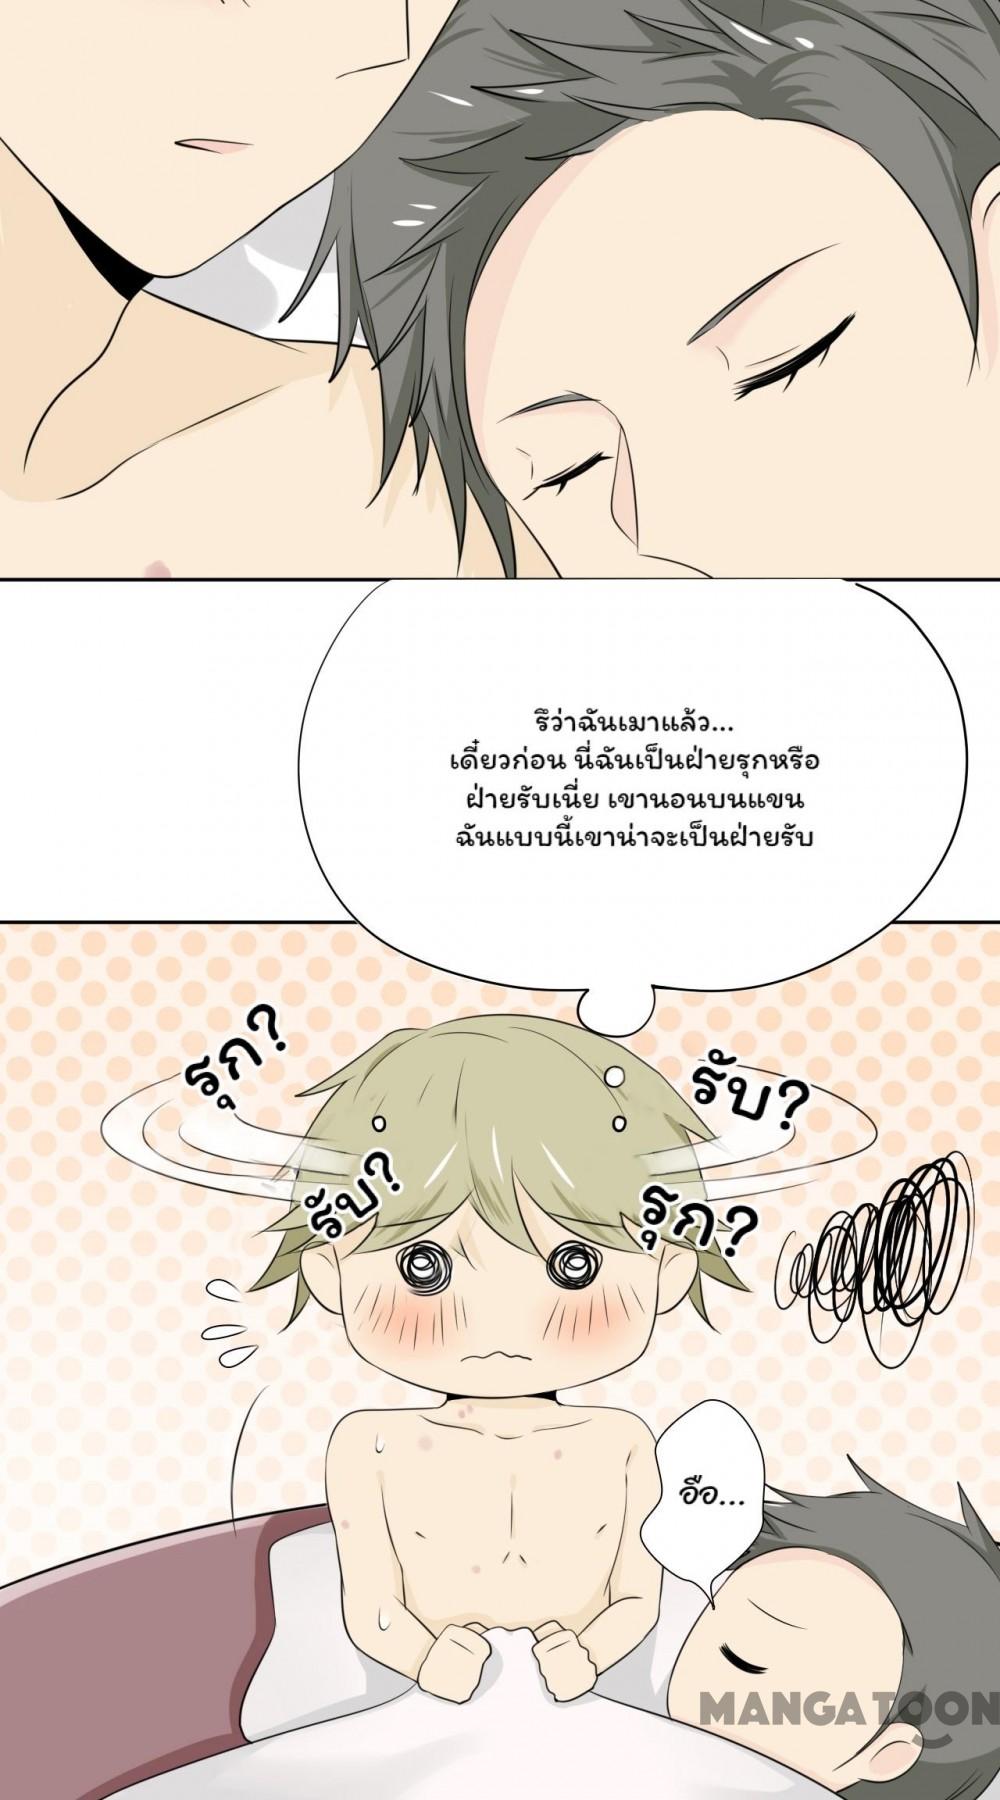 รึว่าฉันเมาแล้ว...
เดี๋ยวก่อน นี่ฉันเป็นฝ่ายรุกหรือ
ฝ่ายรับเนี่ย เขานอนบนแขน
ฉันแบบนี้เขาน่าจะเป็นฝ่ายรับ
รุก?
รับ?
รับ?
รุก?
อือ...
MANGATOON